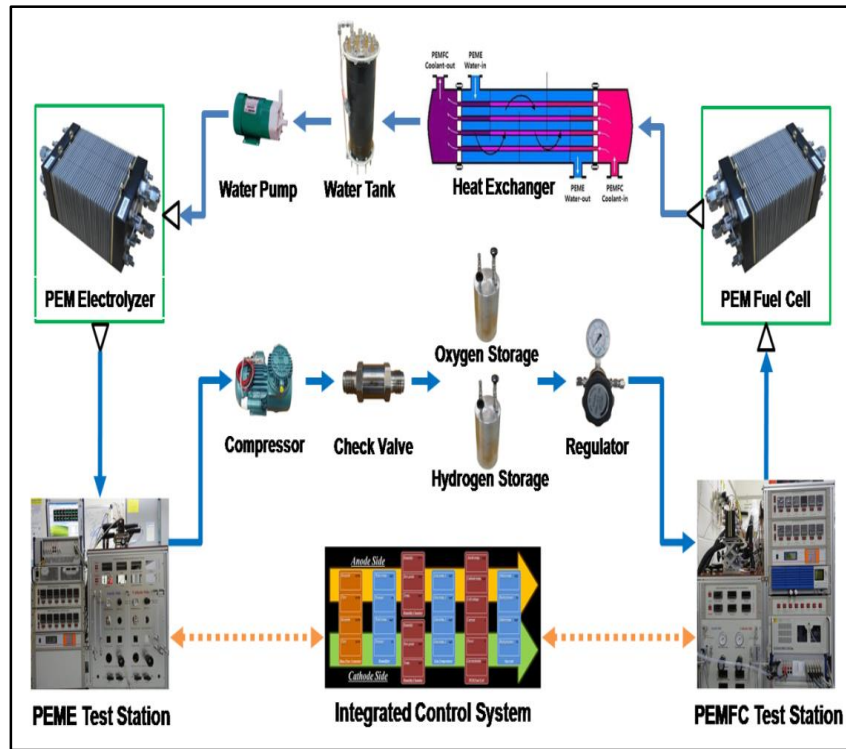 PEMFC
Coolant-out
PEME
Water-in
Water Pump
Water Tank
Heat Exchanger
PEME
Water-out
PEMFC
Coolant-in
PEM Electrolyzer
PEM Fuel Cell
Oxygen Storage
Compressor
Check Valve
Hydrogen Storage
Regulator
Anode Side
Cathode Side
PEME Test Station
Integrated Control System
PEMFC Test Station